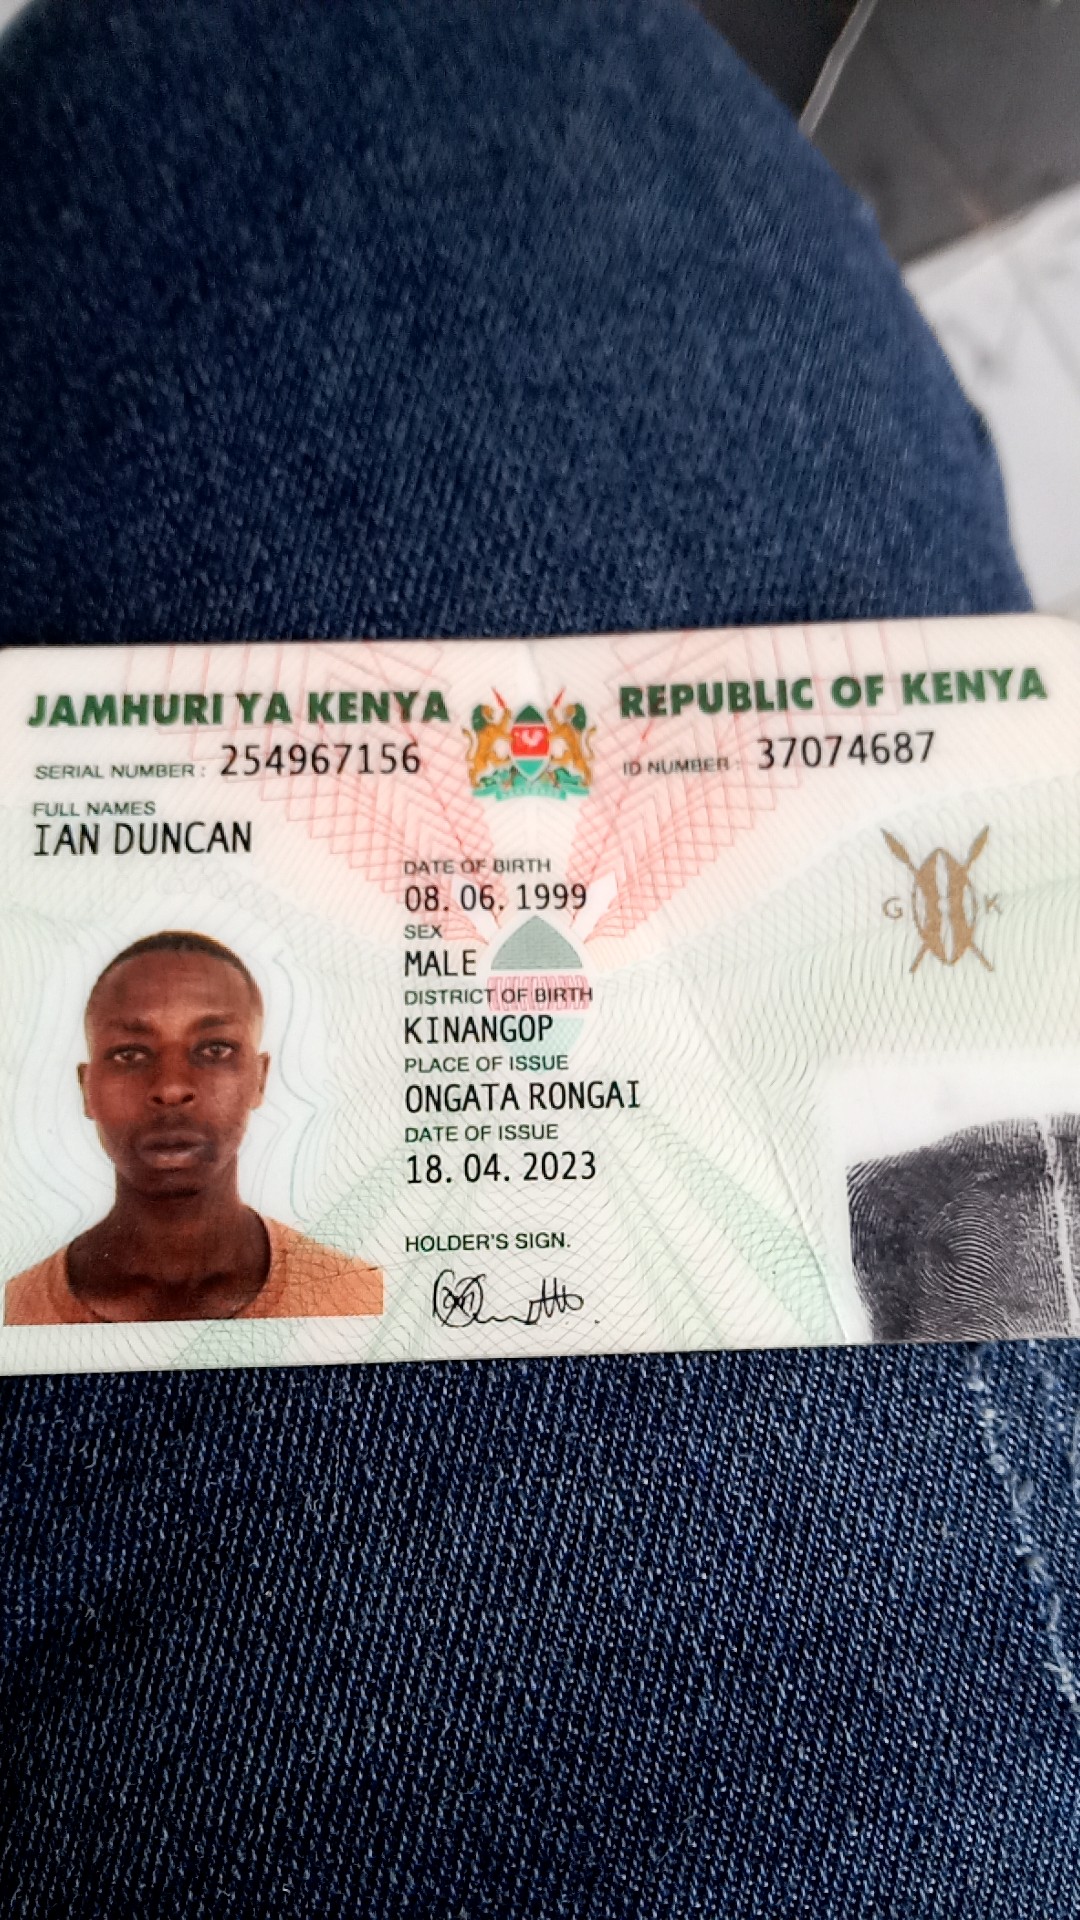 JAMHURI YA KENYA
REPUBLIC OF KENYA
SERIAL NUMBER : 254967156
ID NUMBER : 37074687
FULL NAMES
IAN DUNCAN
DATE OF BIRTH
08. 06. 1999
SEX
MALE
DISTRICT OF BIRTH
KINANGOP
PLACE OF ISSUE
ONGATA RONGAI
DATE OF ISSUE
18. 04. 2023
HOLDER'S SIGN.
G K